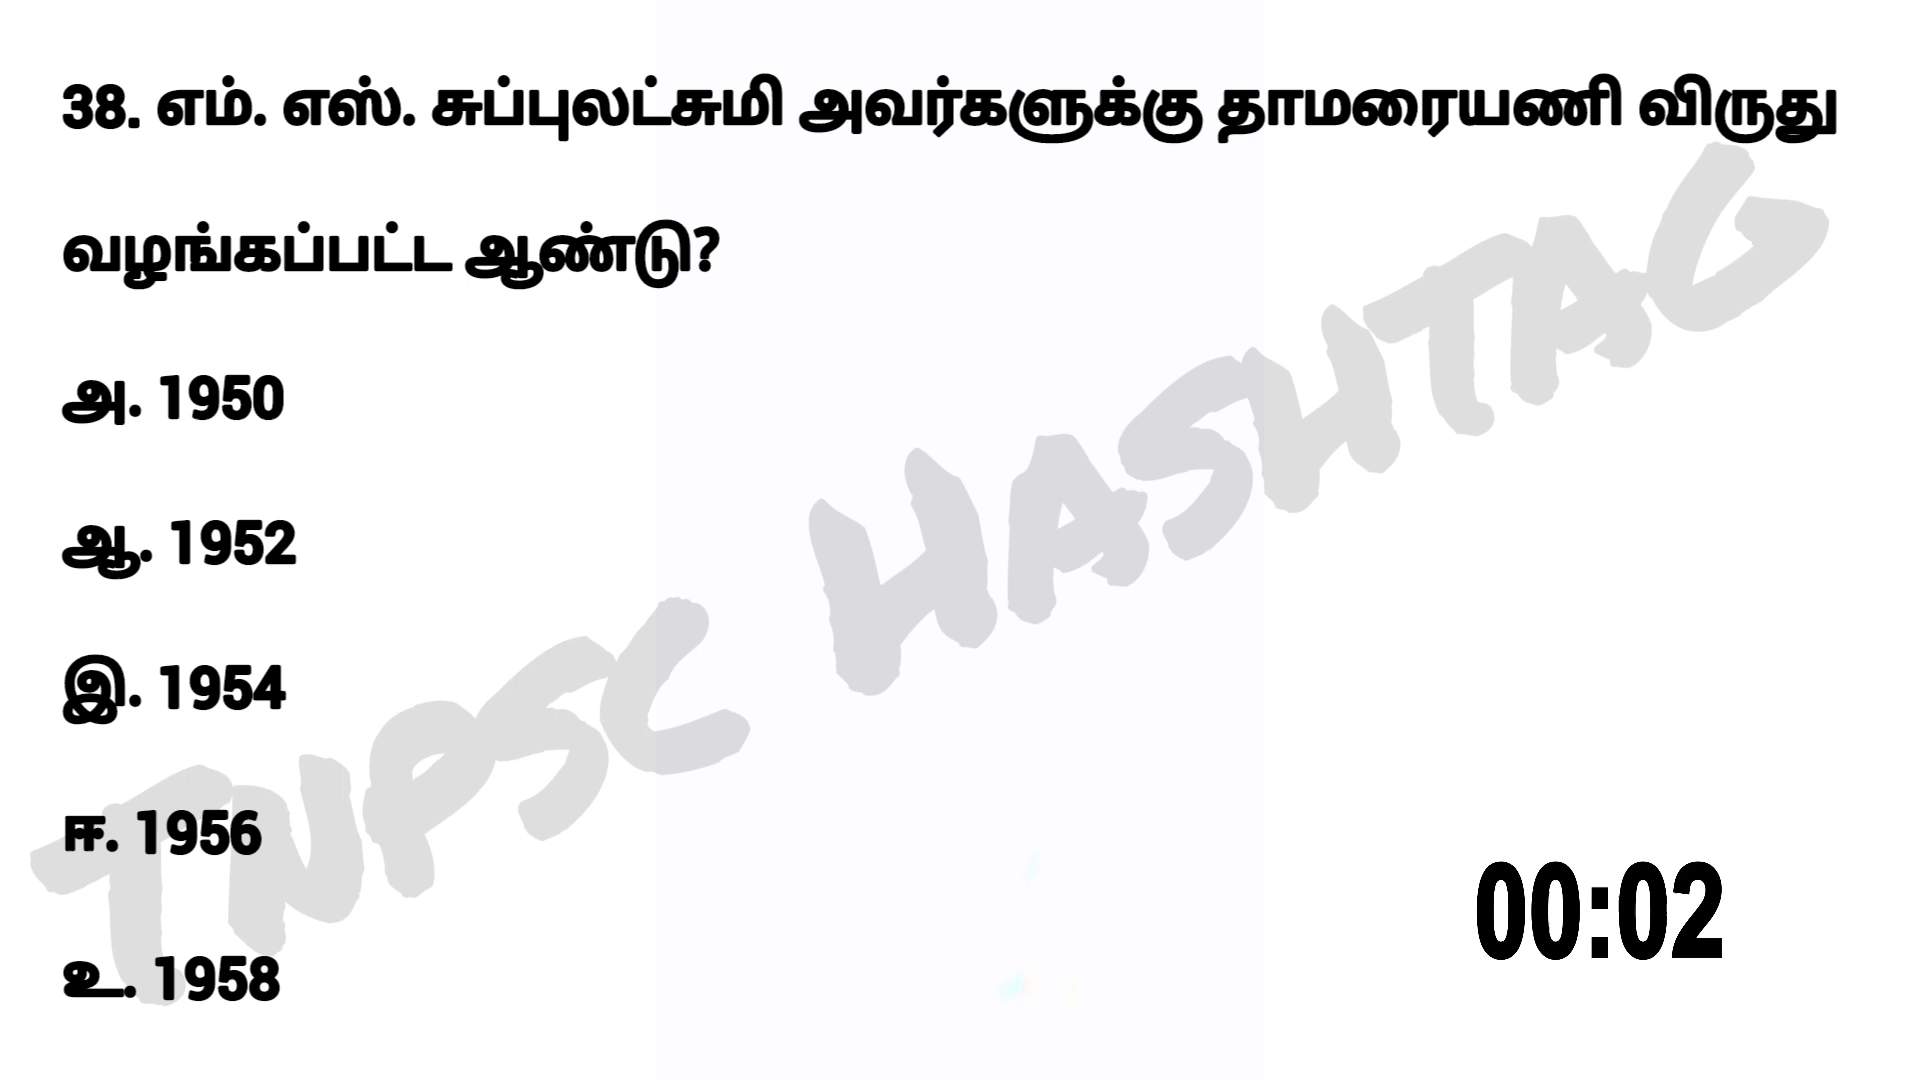 38. எம். எஸ். சுப்புலட்சுமி அவர்களுக்கு தாமரையணி விருது
வழங்கப்பட்ட ஆண்டு?
அ. 1950
ஆ. 1952
இ. 1954
ஈ. 1956
உ. 1958
00:02
TNPSC HASHTAG